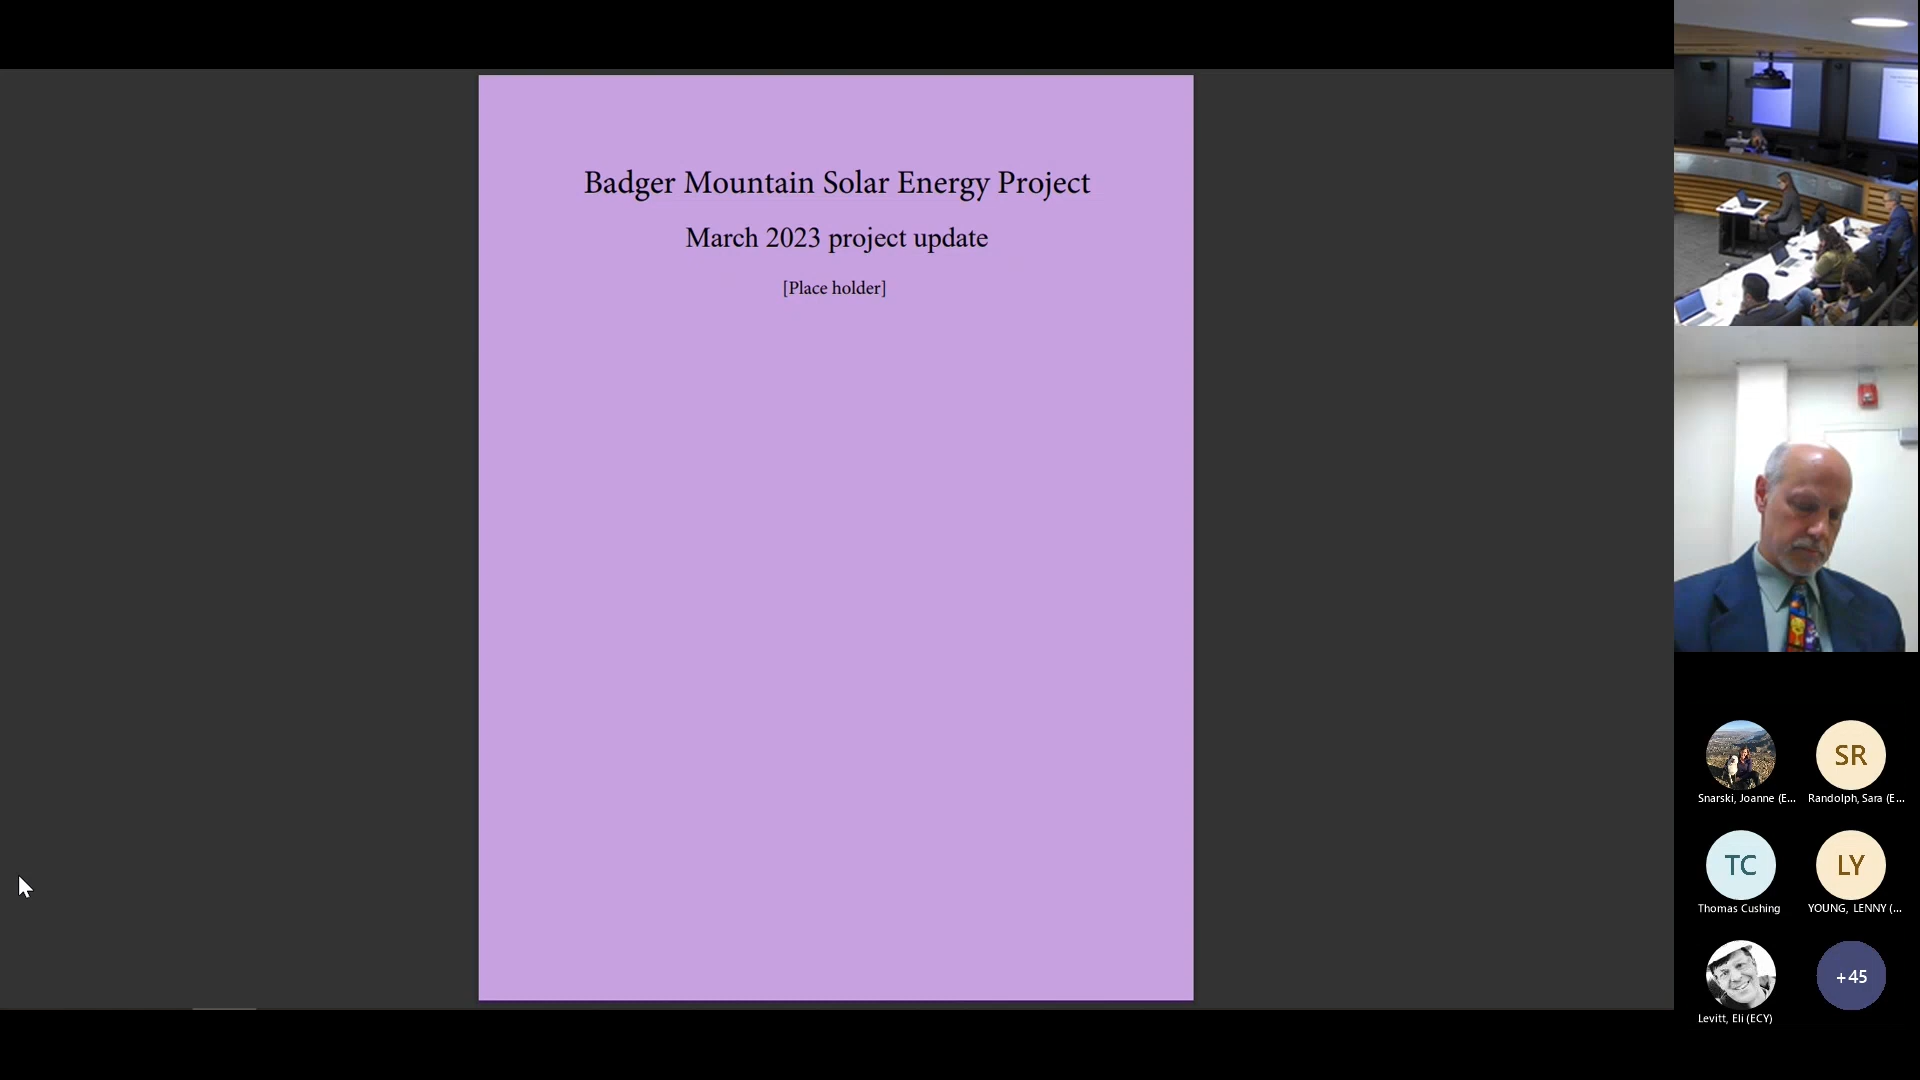 Badger Mountain Solar Energy Project
March 2023 project update
[Place holder]
SR
Snarski, Joanne (E...
Randolph, Sara (E...
TC
LY
Thomas Cushing
YOUNG, LENNY (...
+45
Levitt, Eli (ECY)